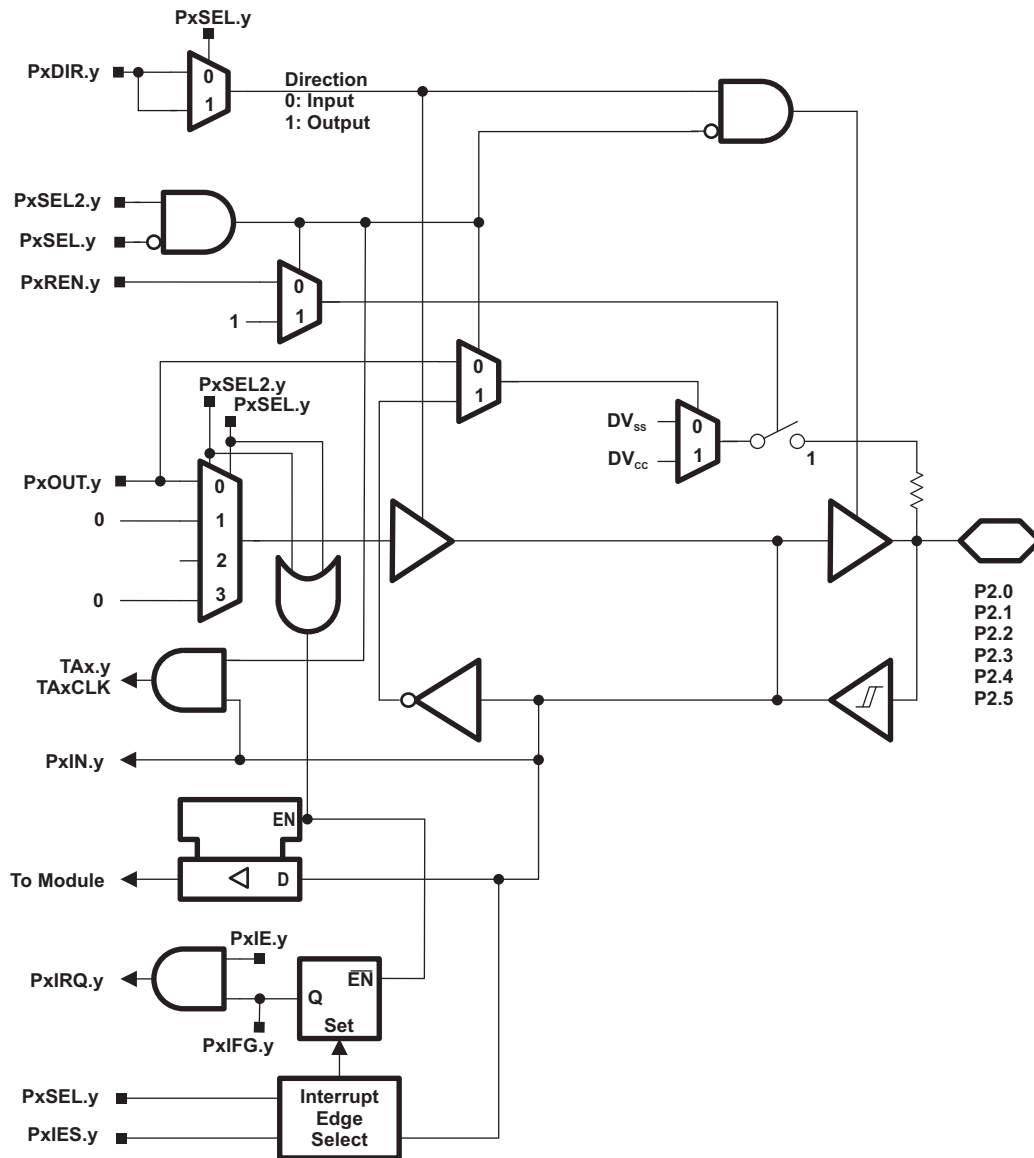 PxSEL.y
PxDIR.y
0
1
Direction
0: Input
1: Output
PxSEL2.y
PxSEL.y
PxREN.y
0
1
1
0
1
PxSEL2.y
PxSEL.y
DVSS
DVCC
0
1
1
PxOUT.y
0
0
1
2
0
3
P2.0
P2.1
P2.2
P2.3
P2.4
P2.5
TAx.y
TAxCLK
PxIN.y
EN
To Module
D
PxIE.y
PxIRQ.y
EN
Q
Set
PxIFG.y
PxSEL.y
PxIES.y
Interrupt
Edge
Select